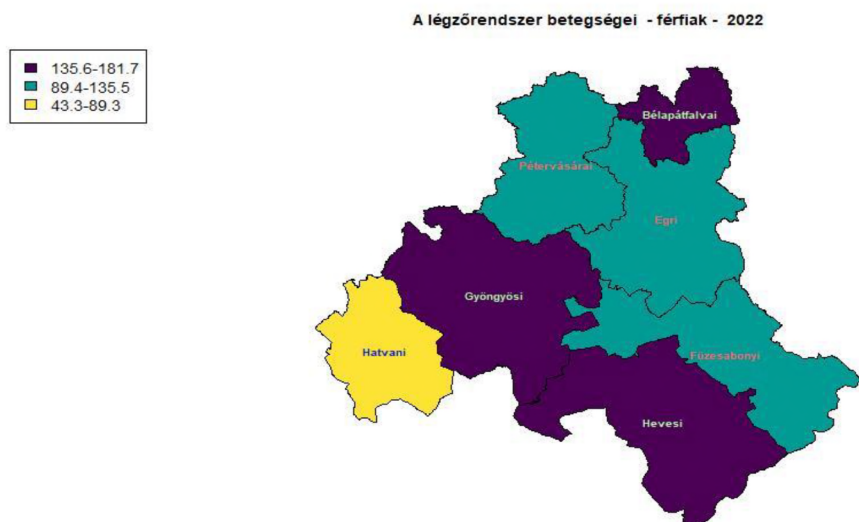 A légzőrendszer betegségei - férfiak - 2022
135.6-181.7
89.4-135.5
43.3-89.3
Bélapátfalvai
Pétervásárai
Egri
Gyöngyösi
Hatvani
Füzesabonyi
Hevesi